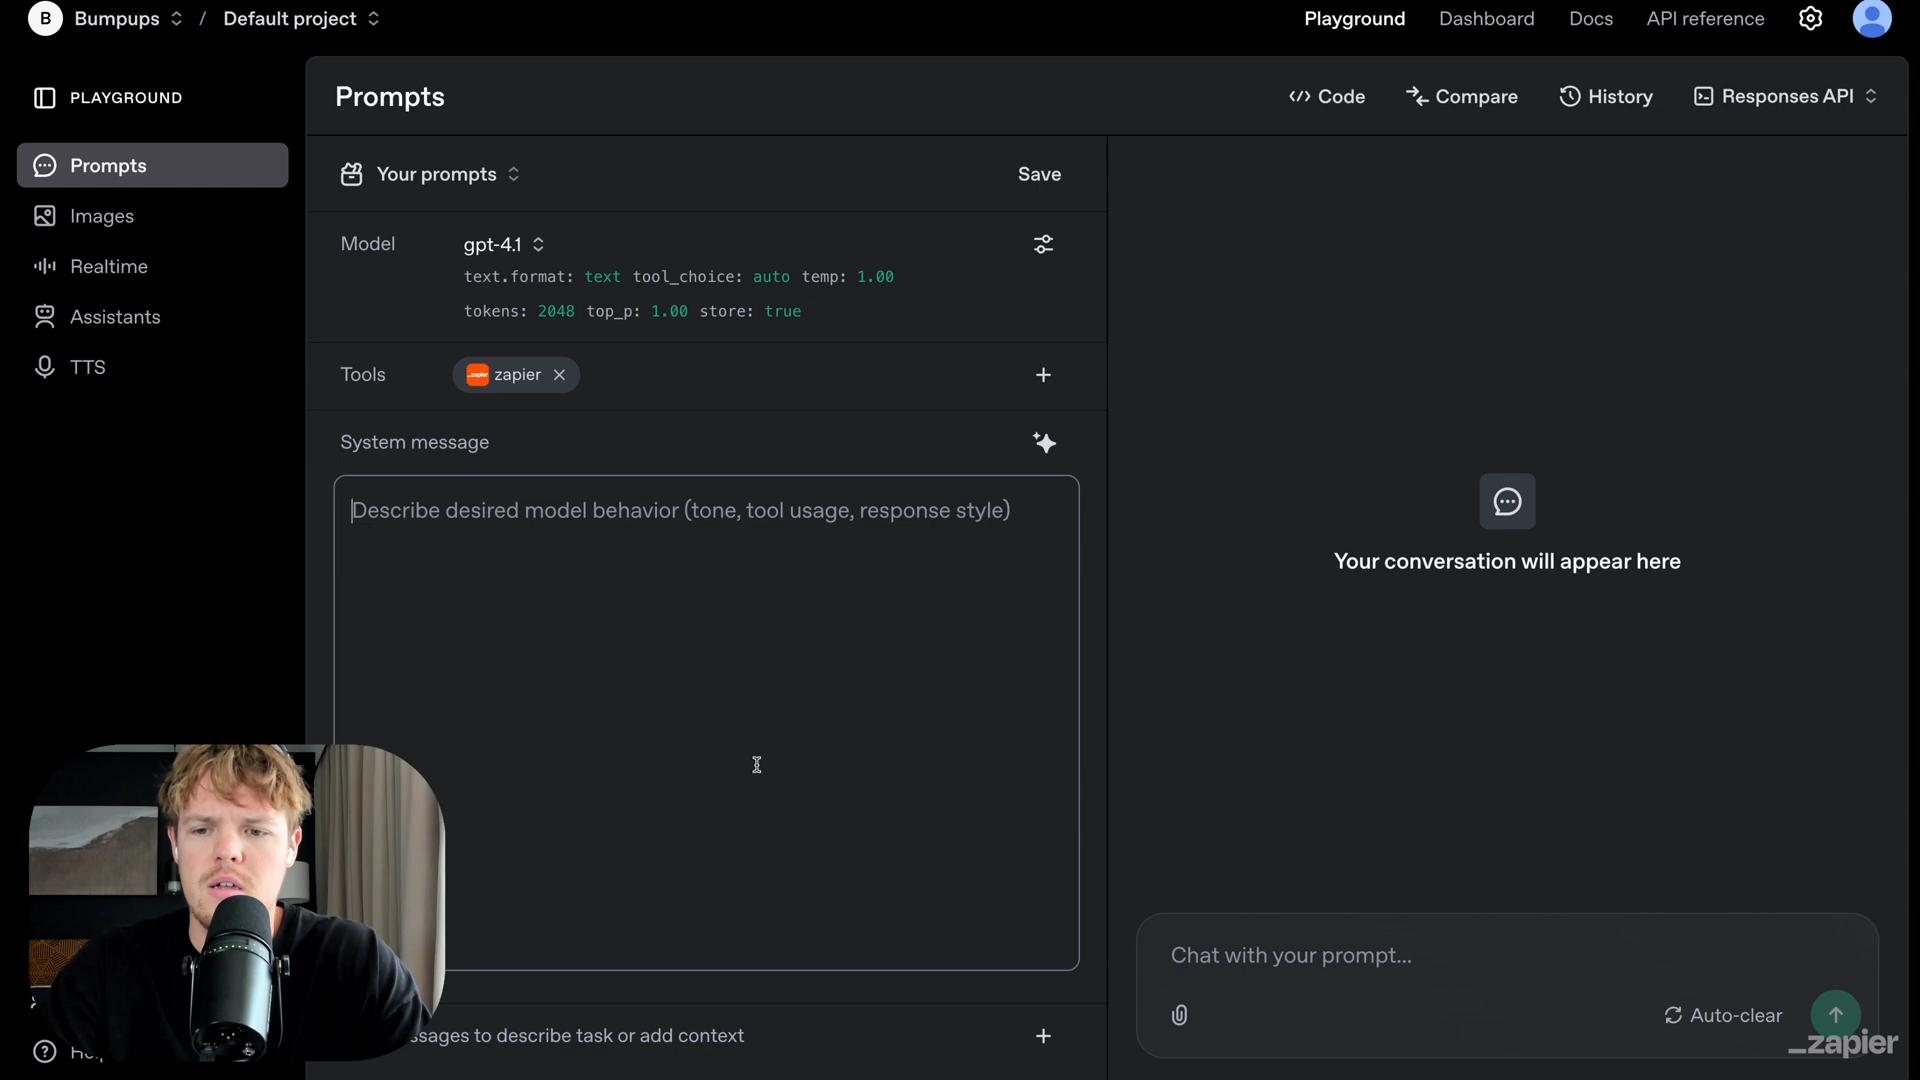 B Bumpups / Default project
Playground Dashboard Docs API reference
PLAYGROUND
Prompts
Images
Realtime
Assistants
TTS
Prompts
Code Compare History Responses API
Your prompts Save
Model gpt-4.1
text.format: text tool_choice: auto temp: 1.00
tokens: 2048 top_p: 1.00 store: true
Tools zapier zapier
System message
Describe desired model behavior (tone, tool usage, response style)
Your conversation will appear here
Chat with your prompt...
Auto-clear
to describe task or add context
zapier